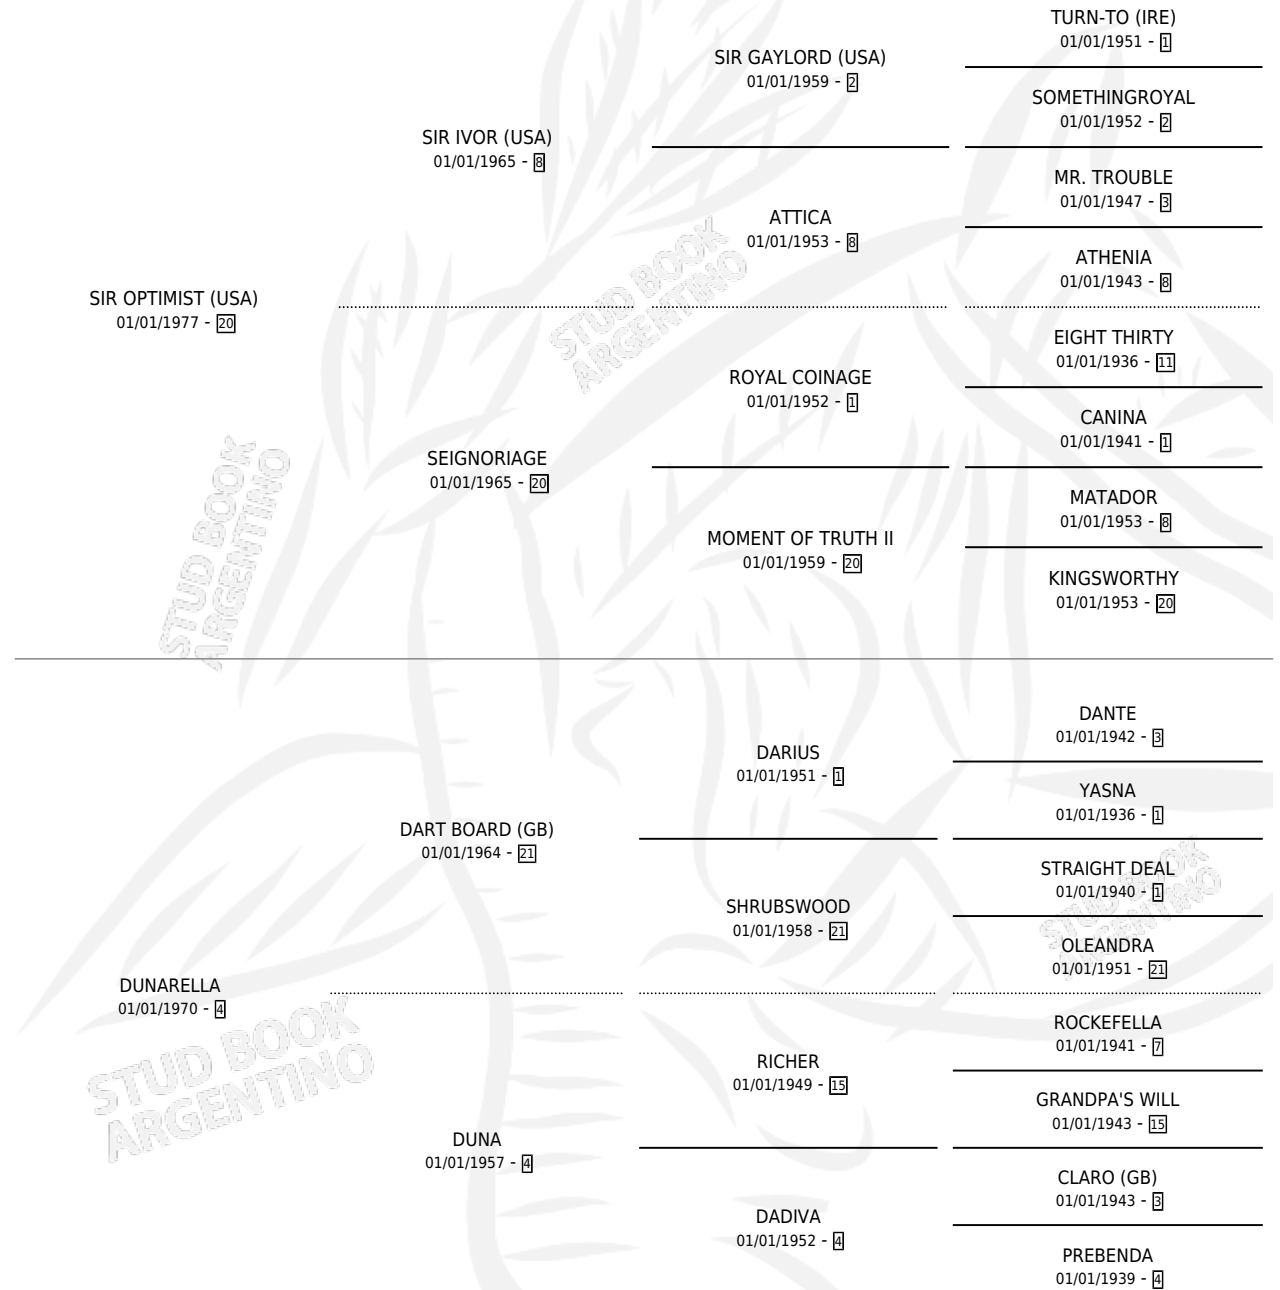 TURN-TO (IRE)
01/01/1951 - 1
SIR GAYLORD (USA)
01/01/1959 - 2
SOMETHINGROYAL
01/01/1952 - 2
SIR IVOR (USA)
01/01/1965 - 8
MR. TROUBLE
01/01/1947 - 3
ATTICA
01/01/1953 - 8
ATHENIA
01/01/1943 - 8
SIR OPTIMIST (USA)
01/01/1977 - 20
EIGHT THIRTY
01/01/1936 - 11
ROYAL COINAGE
01/01/1952 - 1
CANINA
01/01/1941 - 1
SEIGNORIAGE
01/01/1965 - 20
MATADOR
01/01/1953 - 8
MOMENT OF TRUTH II
01/01/1959 - 20
KINGSWORTHY
01/01/1953 - 20
DANTE
01/01/1942 - 3
DARIUS
01/01/1951 - 1
YASNA
01/01/1936 - 1
DART BOARD (GB)
01/01/1964 - 21
STRAIGHT DEAL
01/01/1940 - 1
SHRUBSWOOD
01/01/1958 - 21
OLEANDRA
01/01/1951 - 21
DUNARELLA
01/01/1970 - 4
ROCKEFELLA
01/01/1941 - 7
RICHER
01/01/1949 - 15
GRANDPA'S WILL
01/01/1943 - 15
DUNA
01/01/1957 - 4
CLARO (GB)
01/01/1943 - 3
DADIVA
01/01/1952 - 4
PREBENDA
01/01/1939 - 4
STUD BOOK
ARGENTINO
STUD BOOK
ARGENTINO
STUD BOOK
ARGENTINO
STUD BOOK
ARGENTINO